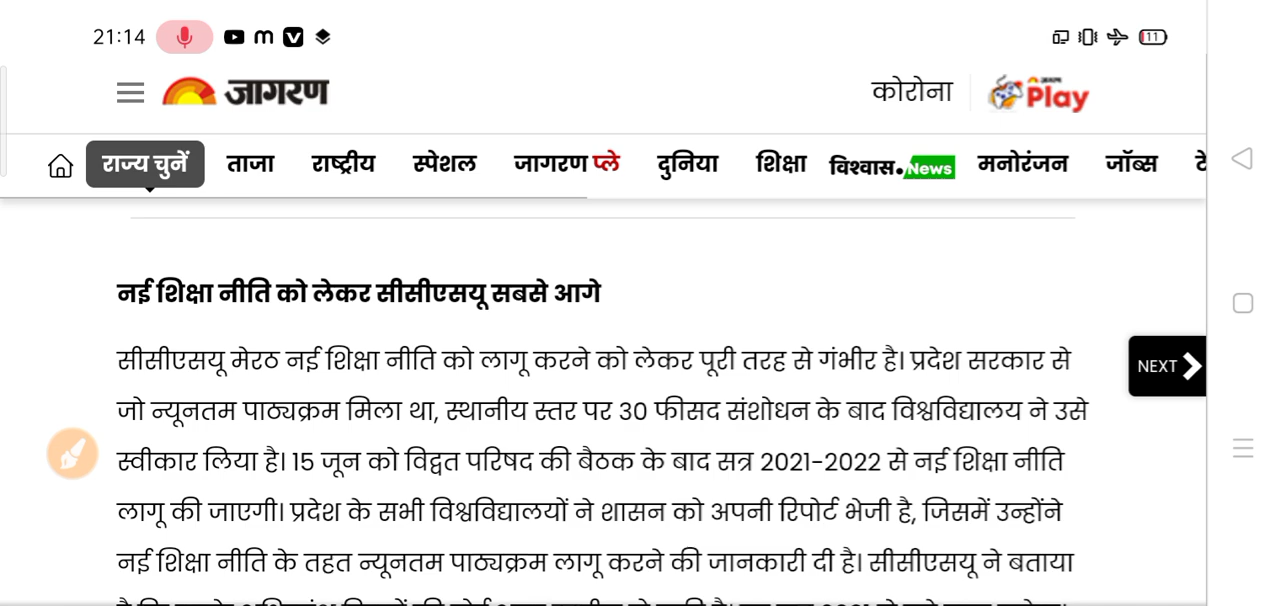 21:14
11
जागरण
कोरोना
जागरण Play
राज्य चुनें ताजा राष्ट्रीय स्पेशल जागरण प्ले दुनिया शिक्षा विश्वास.News मनोरंजन जॉब्स टे
नई शिक्षा नीति को लेकर सीसीएसयू सबसे आगे
सीसीएसयू मेरठ नई शिक्षा नीति को लागू करने को लेकर पूरी तरह से गंभीर है। प्रदेश सरकार से
NEXT
जो न्यूनतम पाठ्यक्रम मिला था, स्थानीय स्तर पर 30 फीसद संशोधन के बाद विश्वविद्यालय ने उसे
स्वीकार लिया है। 15 जून को विद्वत परिषद की बैठक के बाद सत्र 2021-2022 से नई शिक्षा नीति
लागू की जाएगी। प्रदेश के सभी विश्वविद्यालयों ने शासन को अपनी रिपोर्ट भेजी है, जिसमें उन्होंने
नई शिक्षा नीति के तहत न्यूनतम पाठ्यक्रम लागू करने की जानकारी दी है। सीसीएसयू ने बताया